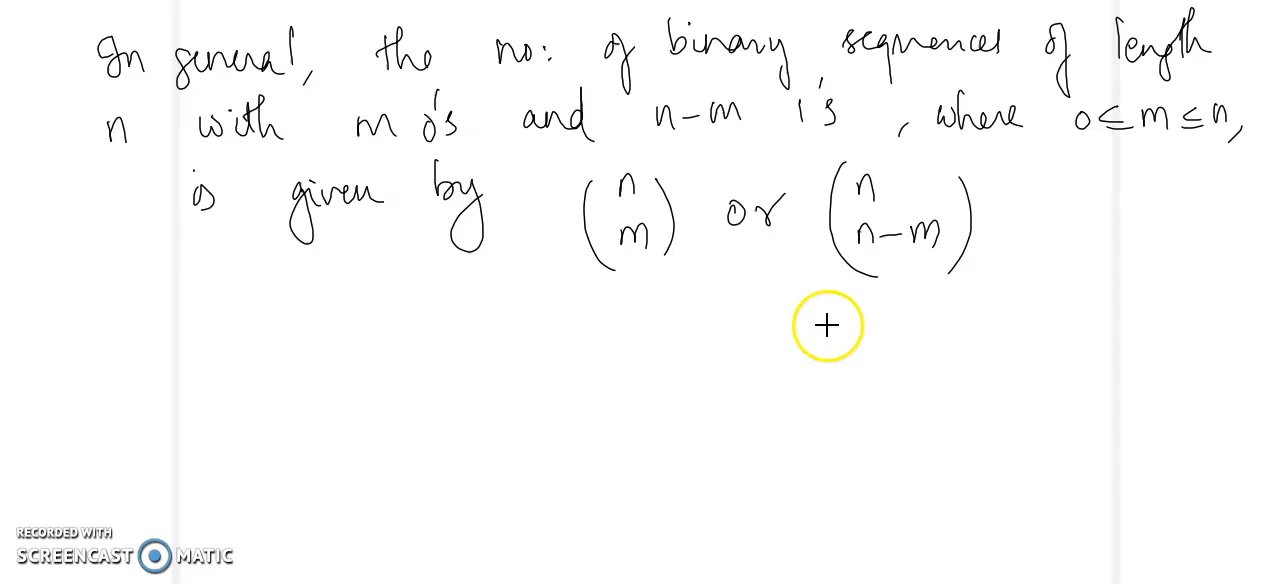 In general, the no: of binary sequences of length
n with m 0's and n-m 1's, where 0≤m≤n,
is given by (n m) or (n n-m)
RECORDED WITH
SCREENCAST MATIC